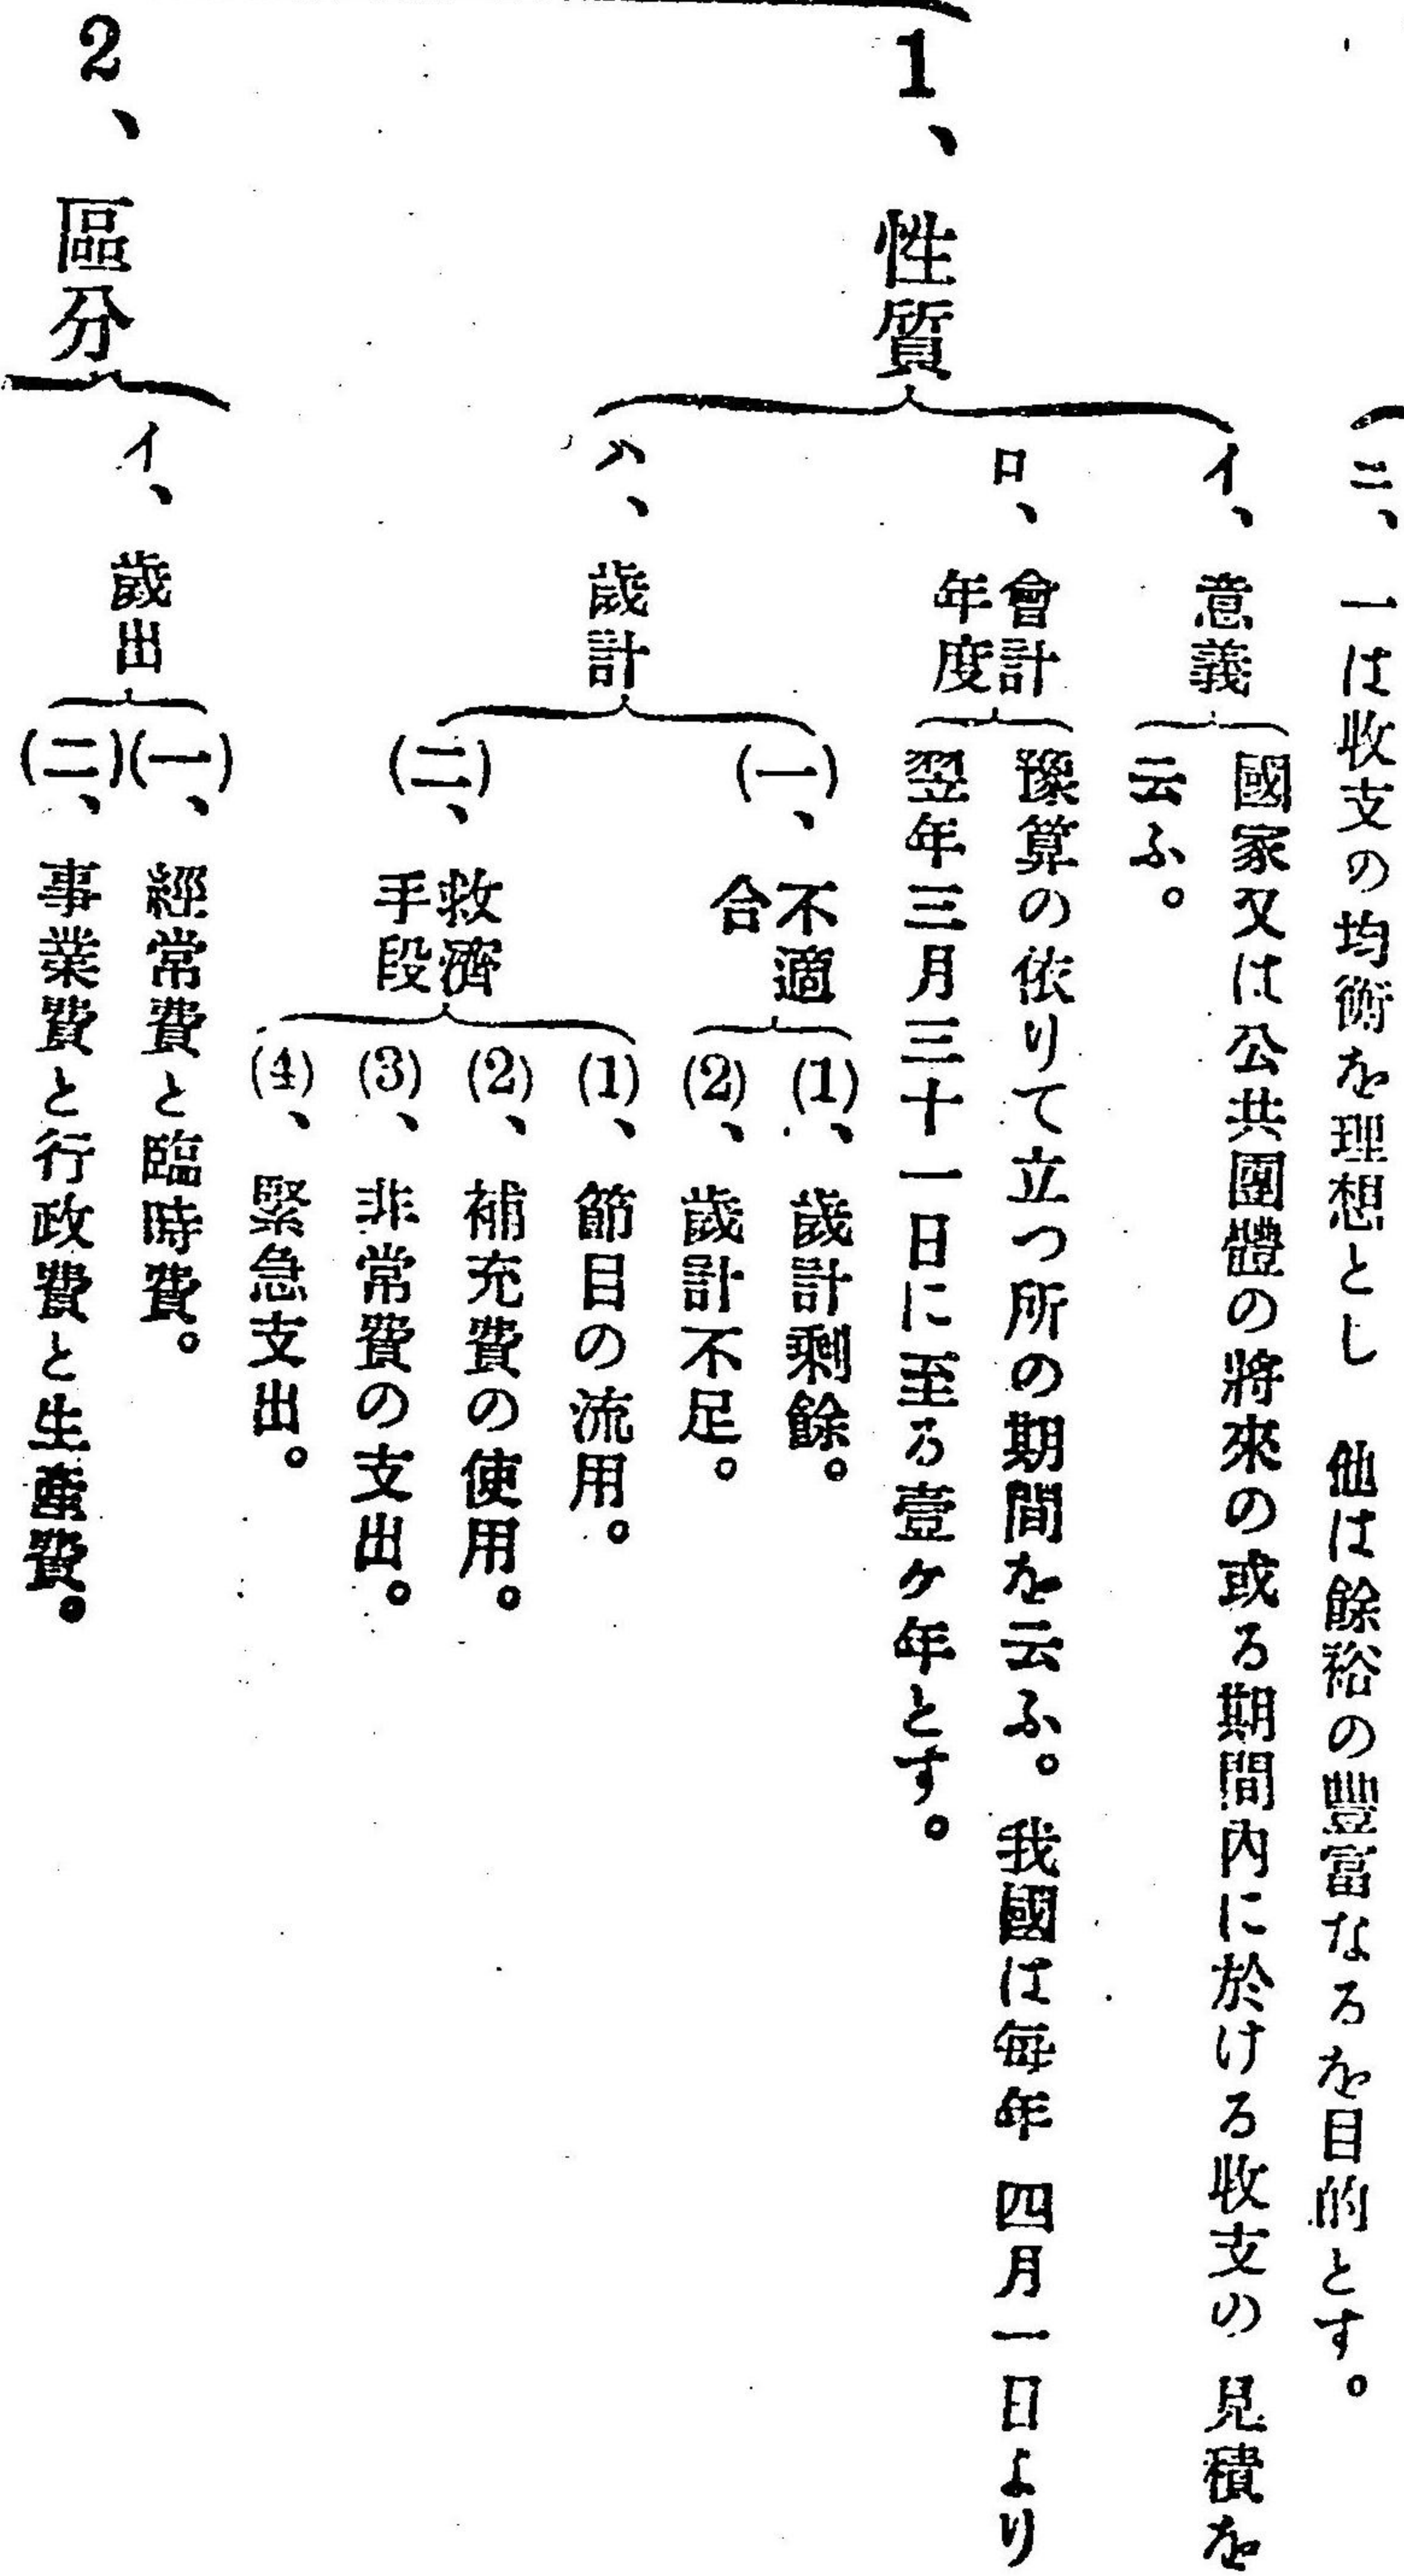 ニ、一は收支の均衡を理想とし　他は餘裕の豐富なるを目的とす。
1、性質
イ、意義
國家又は公共團體の將來の或る期間内に於ける收支の見積を
云ふ。
ロ、會計
年度
豫算の依りて立つ所の期間を云ふ。我國は每年四月一日より
翌年三月三十一日に至る壹ヶ年とす。
ハ、歲計
(一)、不適
合
(1)、歲計剩餘。
(2)、歲計不足。
(二)、救濟
手段
(1)、節目の流用。
(2)、補充費の使用。
(3)、非常費の支出。
(4)、緊急支出。
2、區分
イ、歲出
(一)、經常費と臨時費。
(二)、事業費と行政費と生產費。